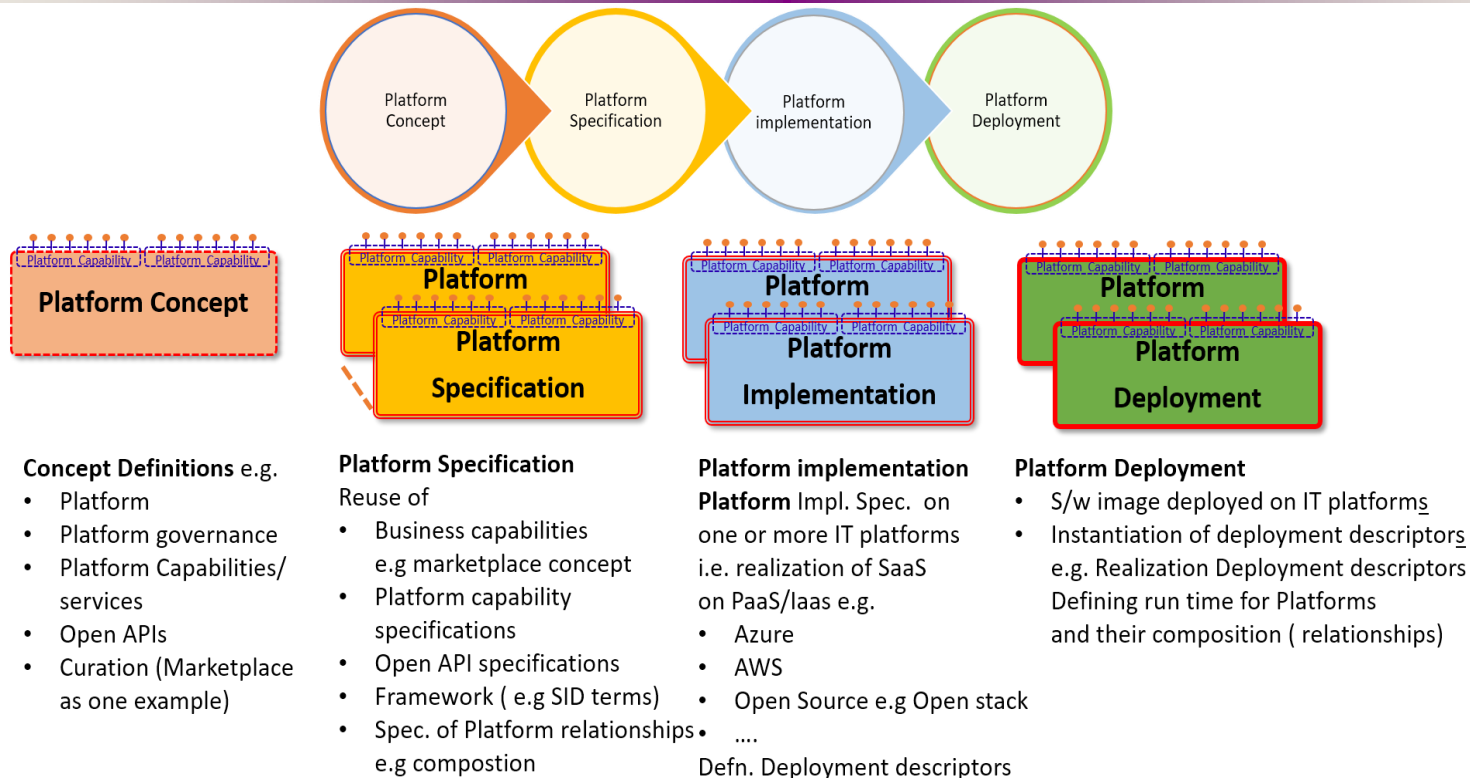 Platform
Concept
Platform
Specification
Platform
implementation
Platform
Deployment
Platform Capability
Platform Capability
Platform Concept
Platform Capability
Platform Capability
Platform
Platform Capability
Platform Capability
Platform
Specification
Platform Capability
Platform Capability
Platform
Platform Capability
Platform Capability
Platform
Implementation
Platform Capability
Platform Capability
Platform
Platform Capability
Platform Capability
Platform
Deployment
Concept Definitions e.g.
• Platform
• Platform governance
• Platform Capabilities/
services
• Open APIs
• Curation (Marketplace
as one example)
Platform Specification
Reuse of
• Business capabilities
e.g marketplace concept
• Platform capability
specifications
• Open API specifications
• Framework ( e.g SID terms)
• Spec. of Platform relationships
e.g compostion
Platform implementation
Platform Impl. Spec. on
one or more IT platforms
i.e. realization of SaaS
on PaaS/Iaas e.g.
• Azure
• AWS
• Open Source e.g Open stack
• ....
Defn. Deployment descriptors
Platform Deployment
• S/w image deployed on IT platforms
• Instantiation of deployment descriptors
e.g. Realization Deployment descriptors
Defining run time for Platforms
and their composition ( relationships)